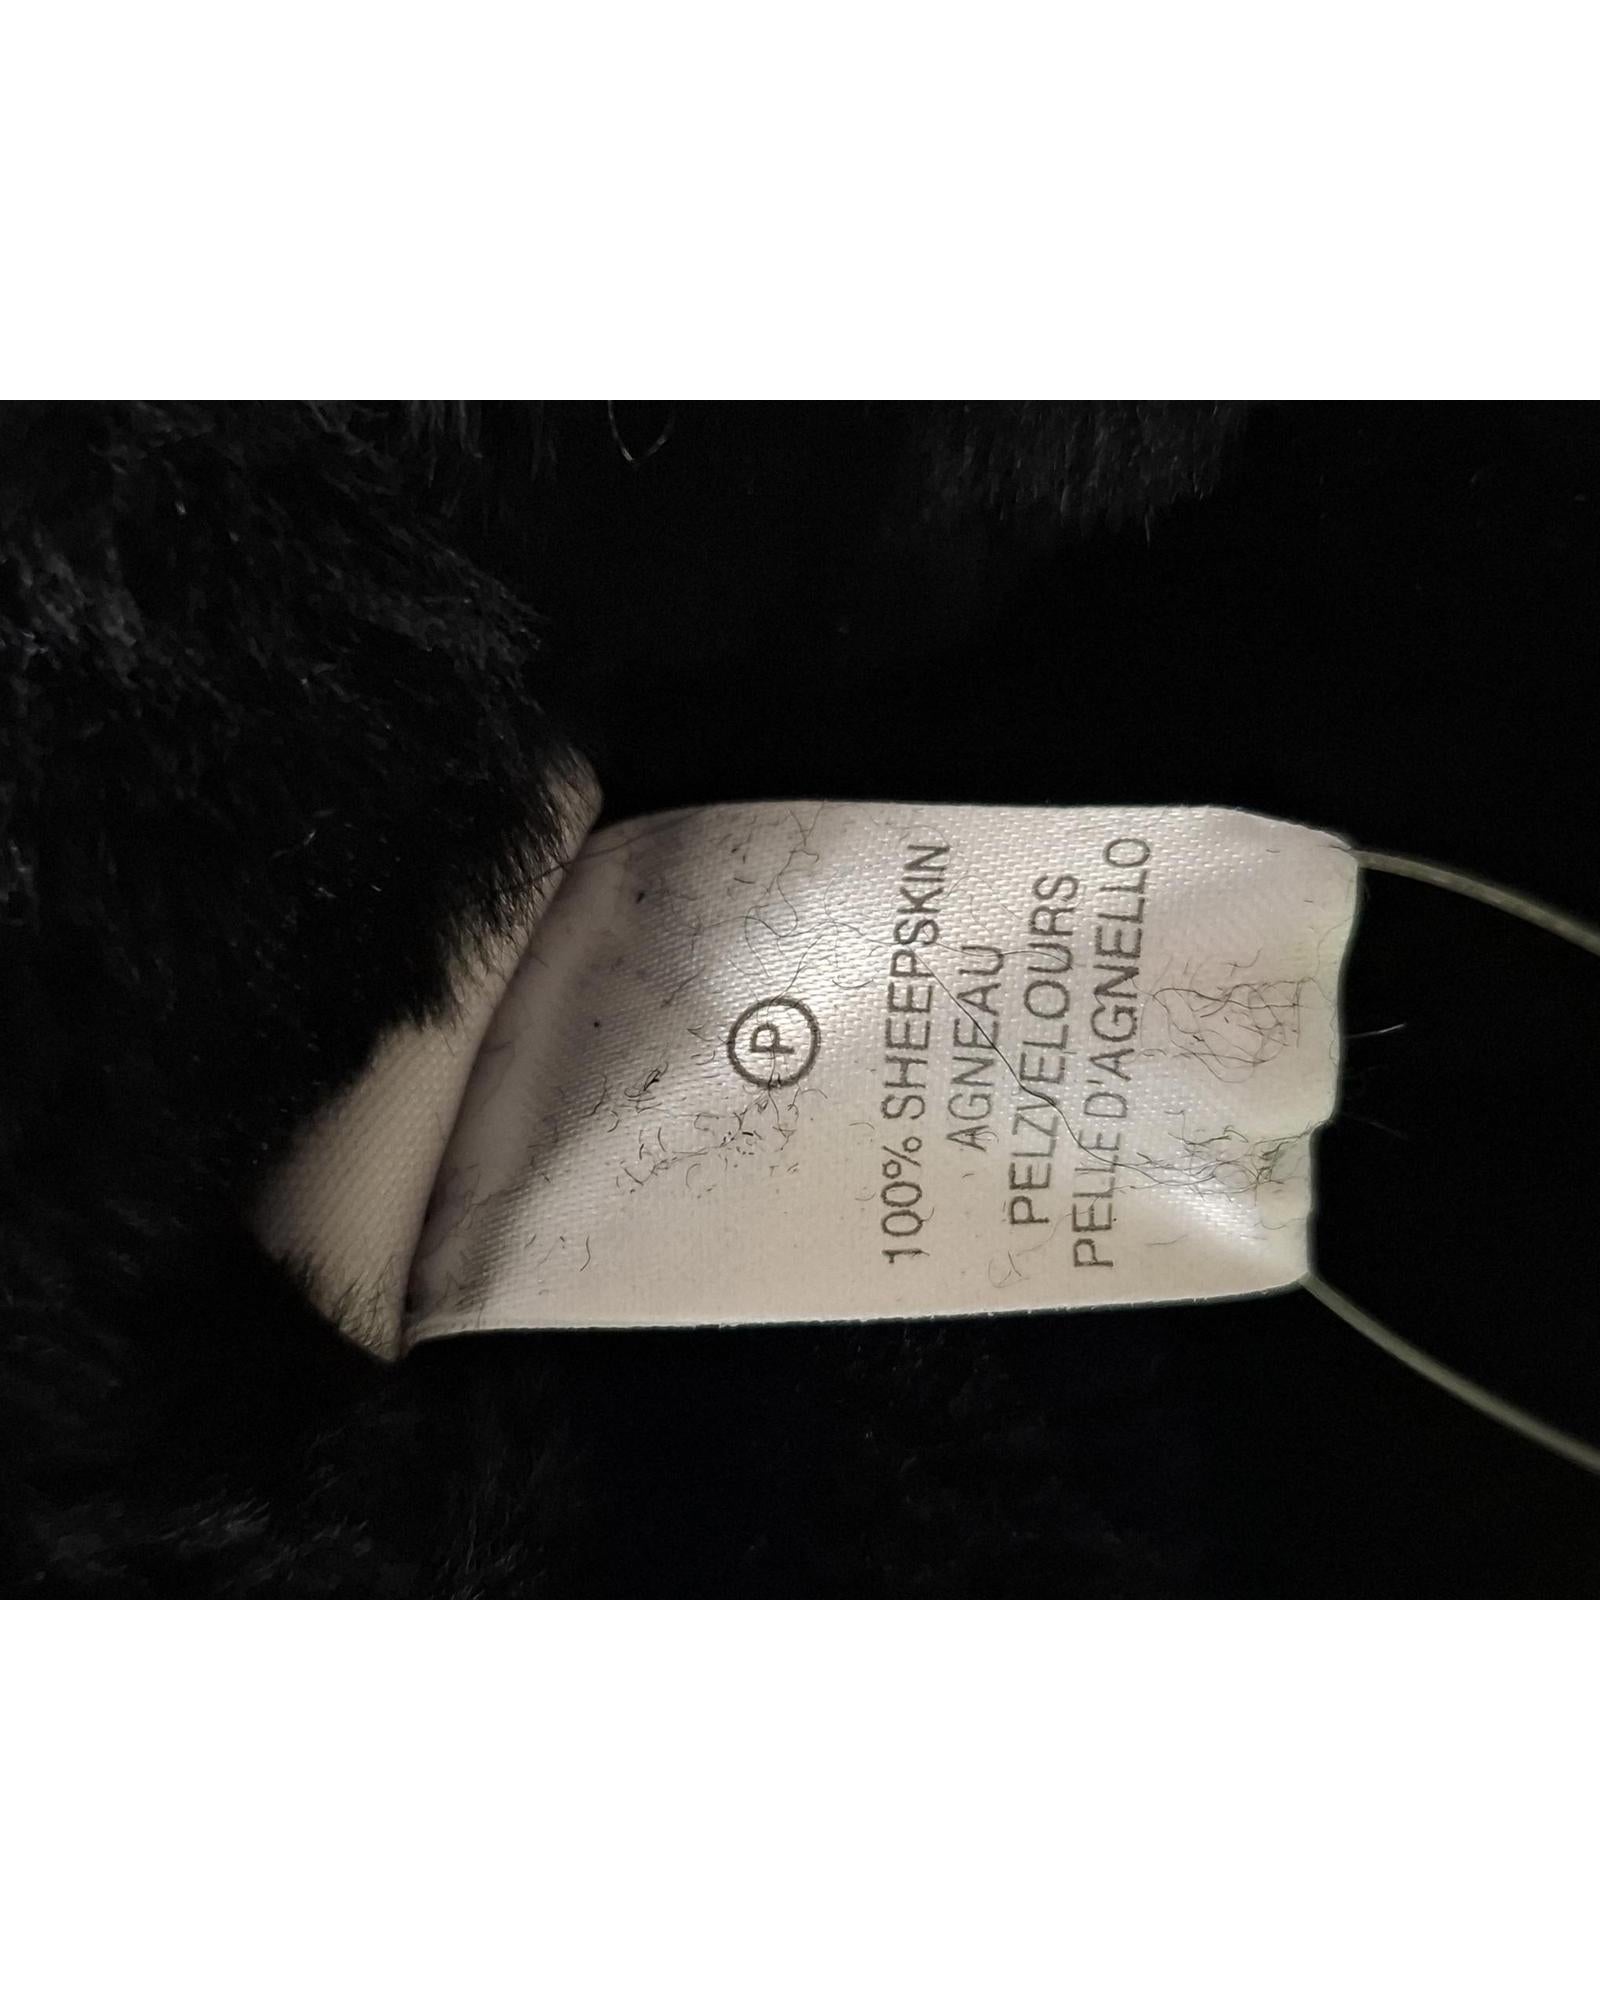 P
100% SHEEPSKIN
AGNEAU
PELZVELOURS
PELLE D'AGNELLO